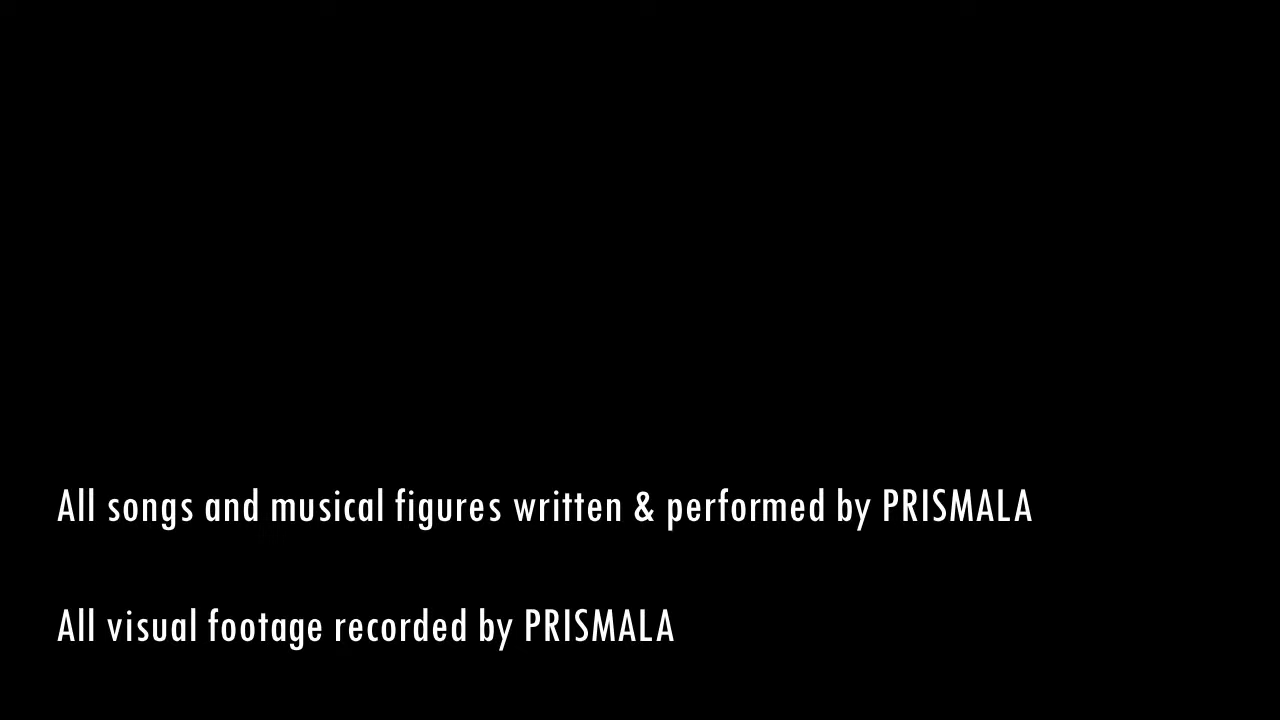 All songs and musical figures written & performed by PRISMALA
All visual footage recorded by PRISMALA